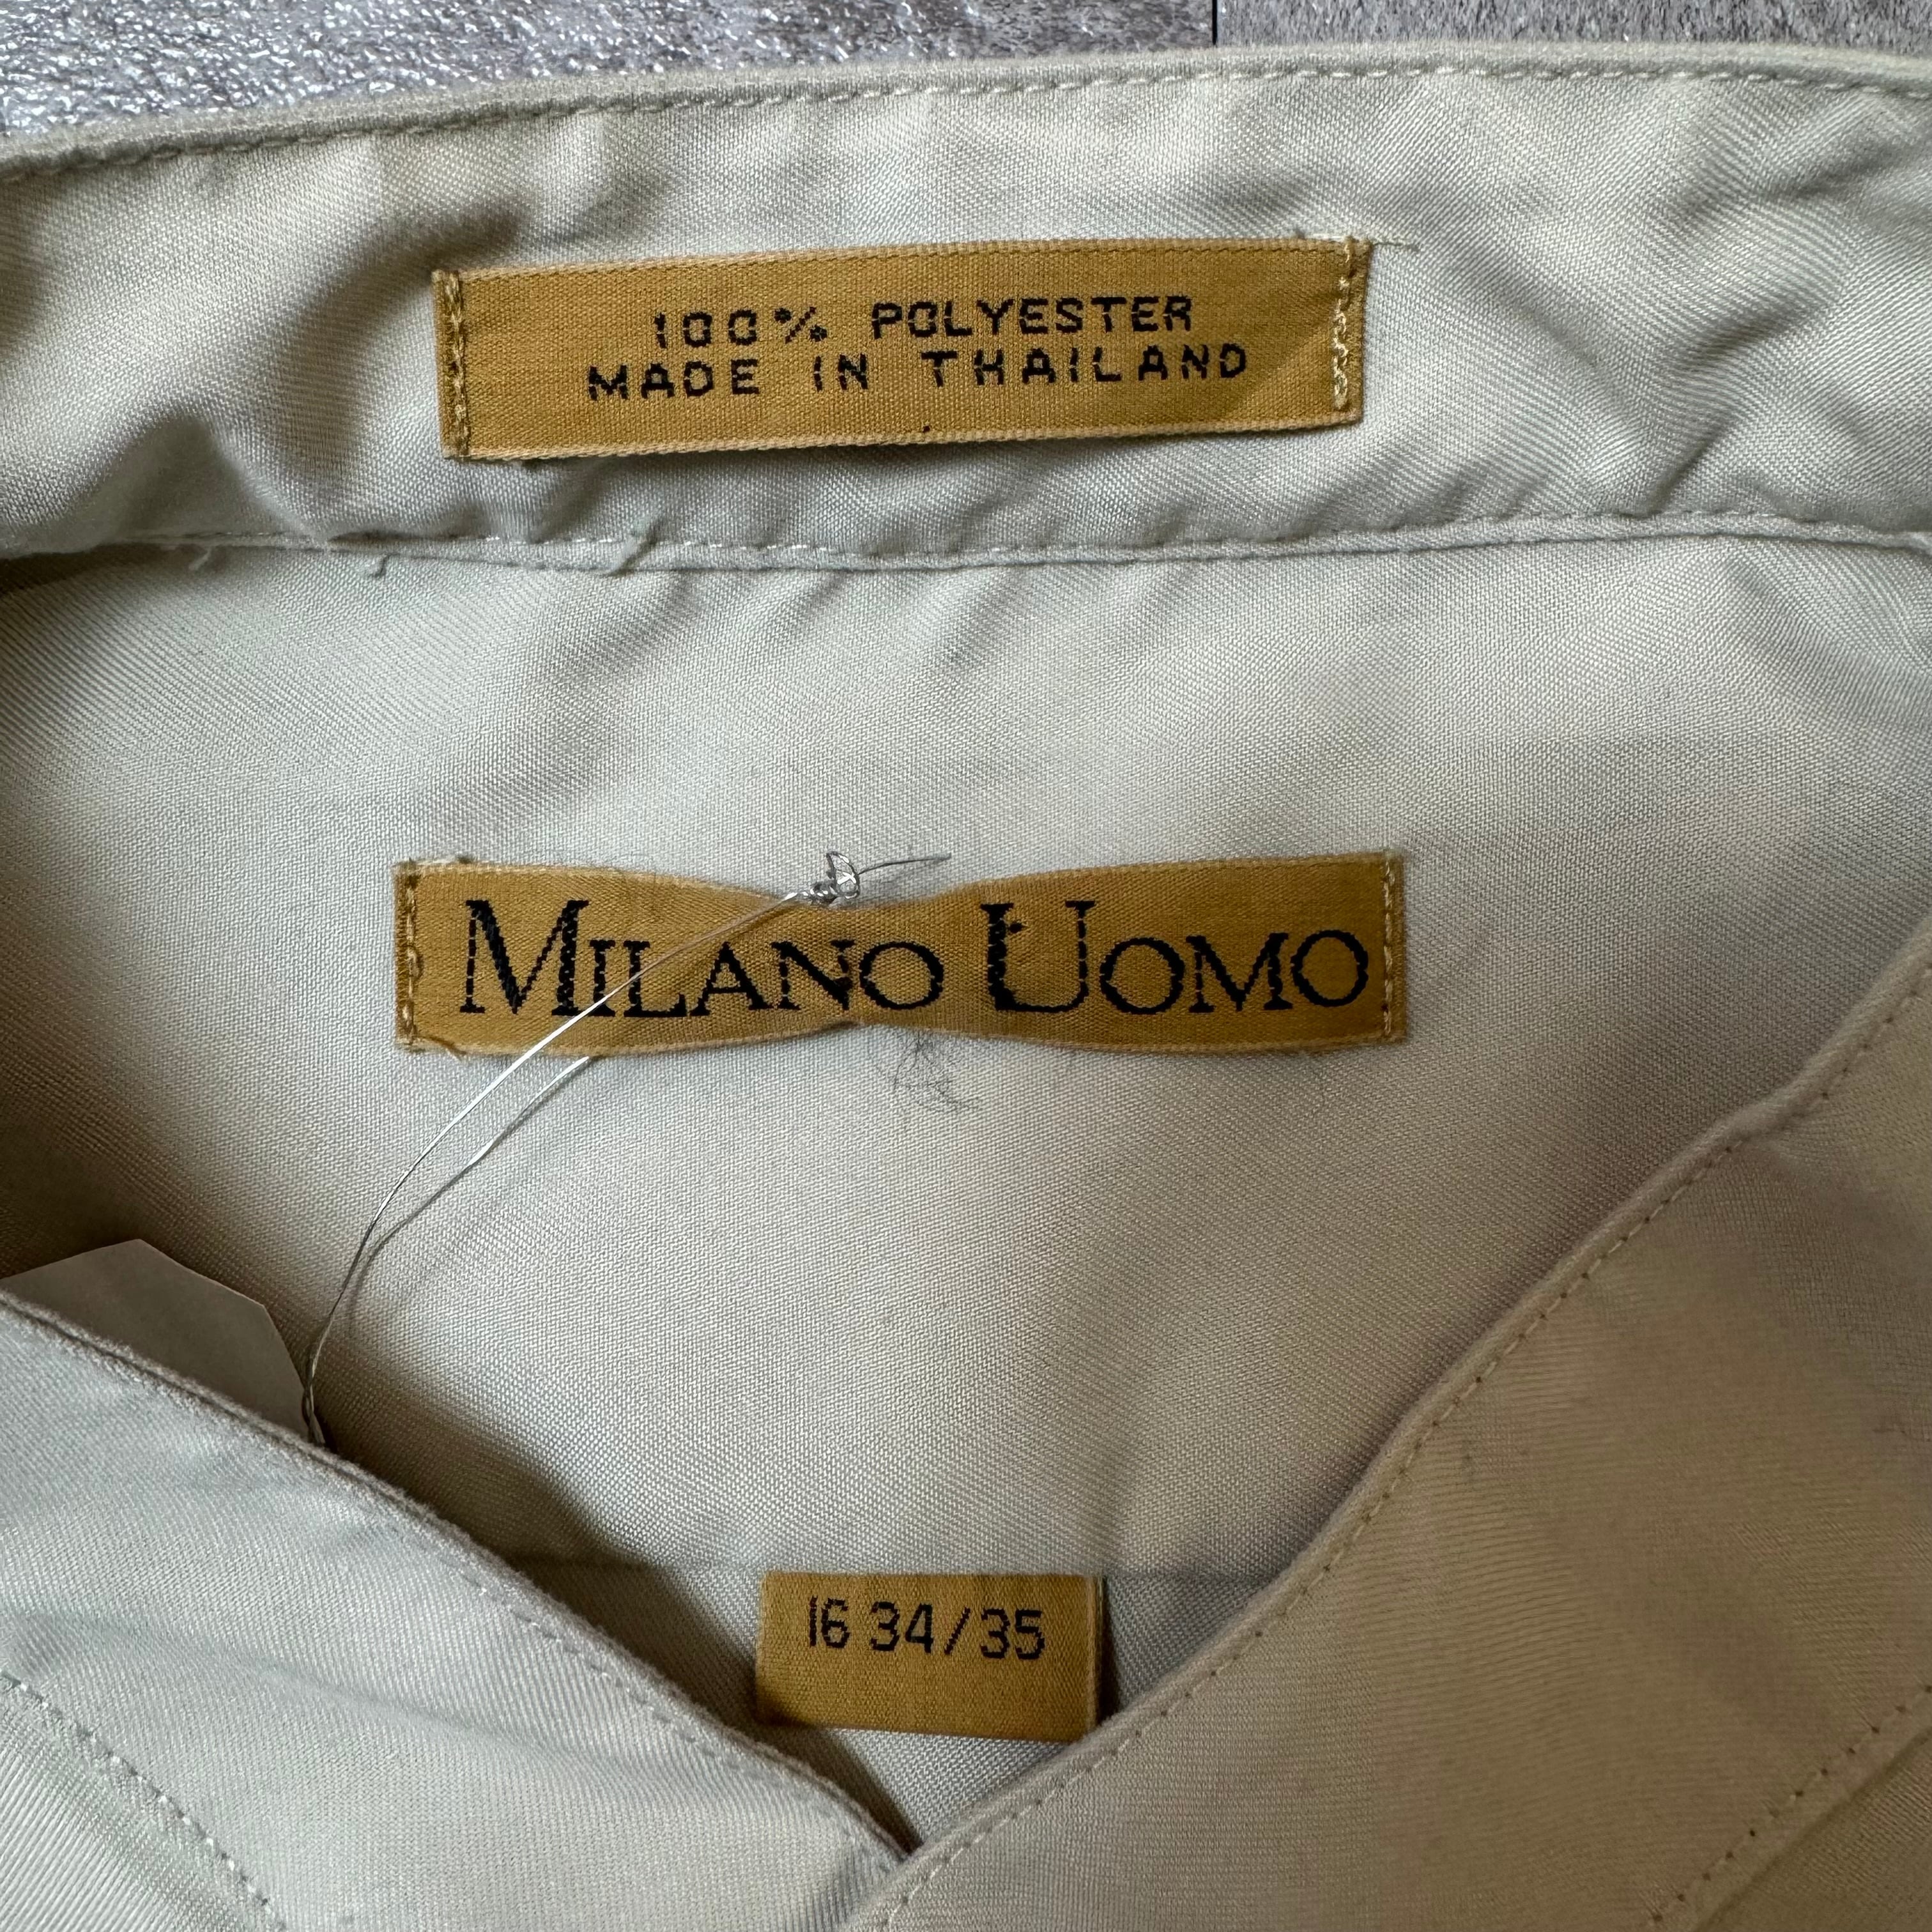 100% POLYESTER
MADE IN THAILAND
MILANO UOMO
16 34/35